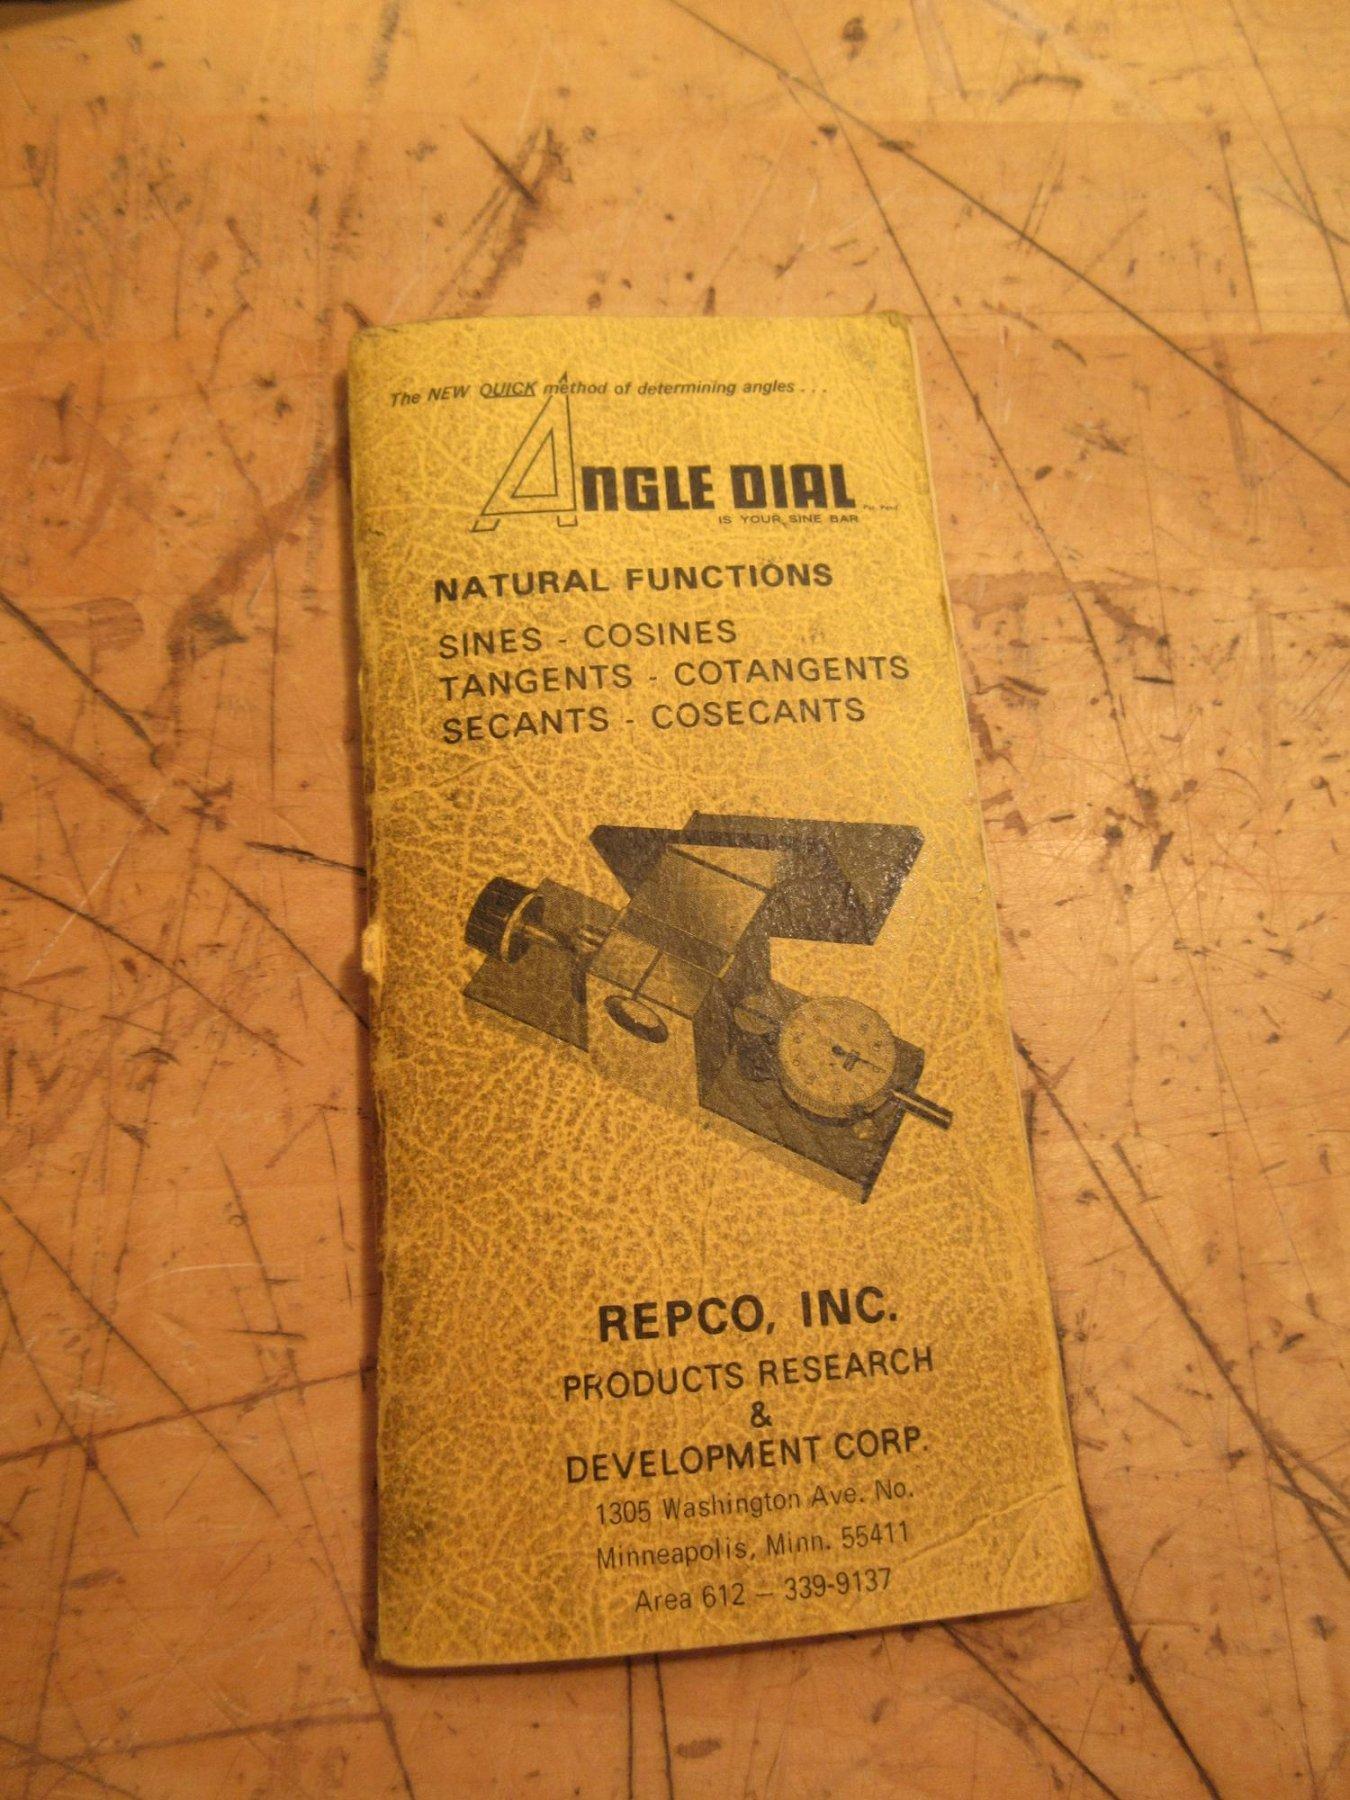 The NEW QUICK method of determining angles . . .
ANGLE DIAL
IS YOUR SINE BAR
NATURAL FUNCTIONS
SINES - COSINES
TANGENTS - COTANGENTS
SECANTS - COSECANTS
REPCO, INC.
PRODUCTS RESEARCH
&
DEVELOPMENT CORP.
1305 Washington Ave. No.
Minneapolis, Minn. 55411
Area 612 – 339-9137